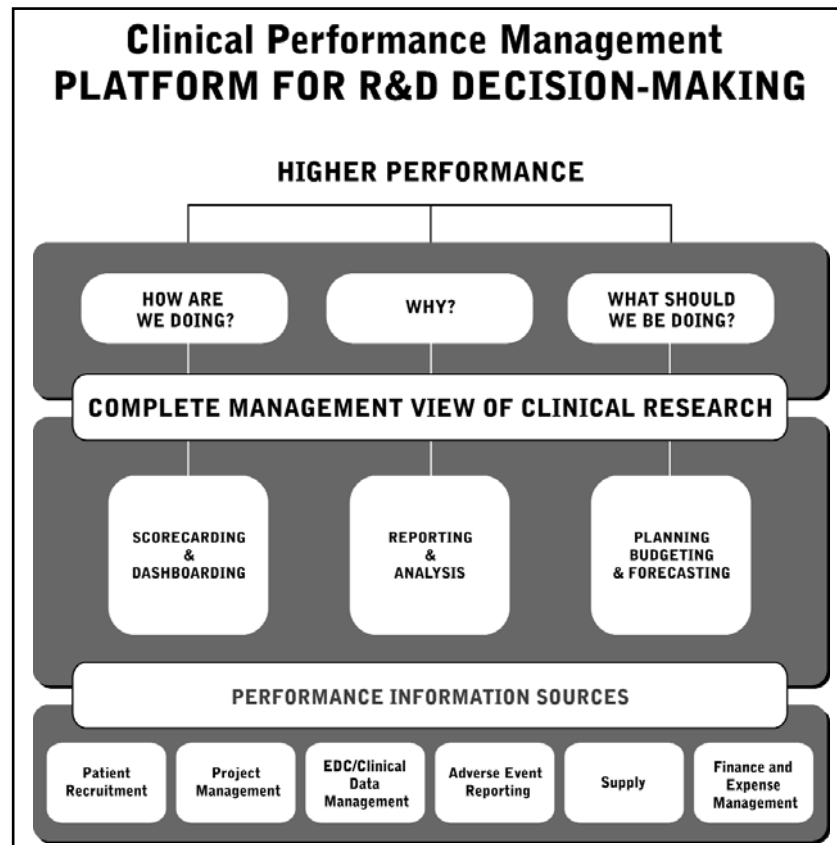 Clinical Performance Management
PLATFORM FOR R&D DECISION-MAKING
HIGHER PERFORMANCE
HOW ARE
WE DOING?
WHY?
WHAT SHOULD
WE BE DOING?
COMPLETE MANAGEMENT VIEW OF CLINICAL RESEARCH
SCORECARDING
&
DASHBOARDING
REPORTING
&
ANALYSIS
PLANNING
BUDGETING
& FORECASTING
PERFORMANCE INFORMATION SOURCES
Patient
Recruitment
Project
Management
EDC/Clinical
Data
Management
Adverse Event
Reporting
Supply
Finance and
Expense
Management